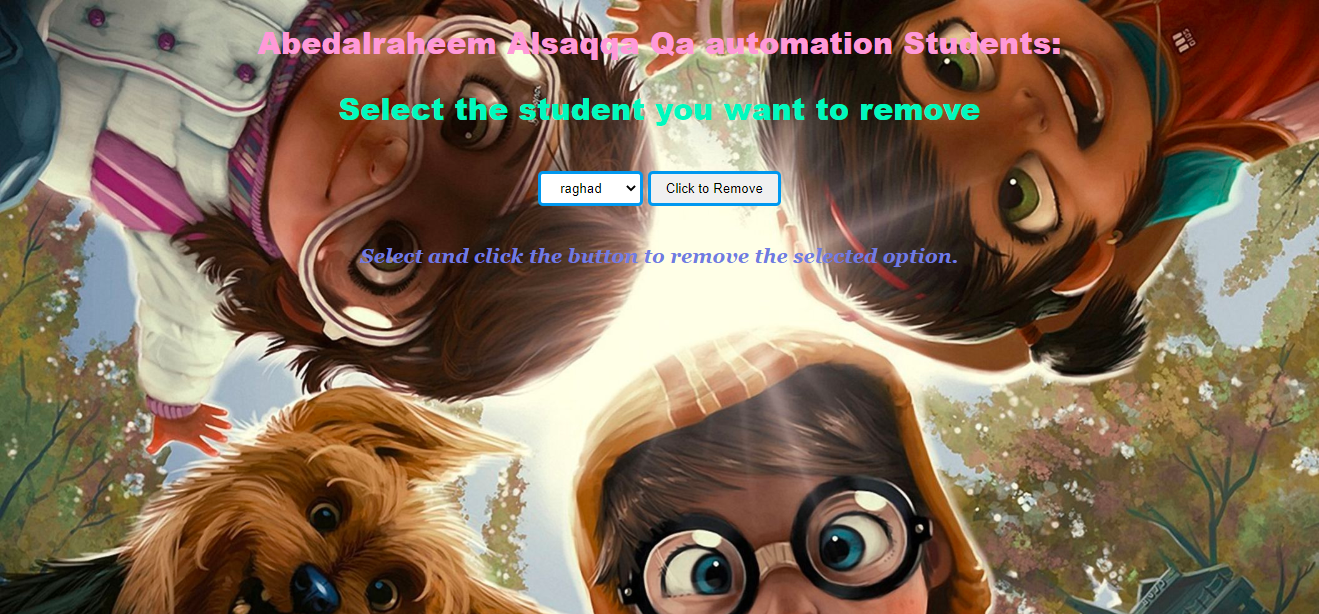 Abedalraheem Alsaqqa Qa automation Students:
Select the student you want to remove
raghad Click to Remove
Select and click the button to remove the selected option.